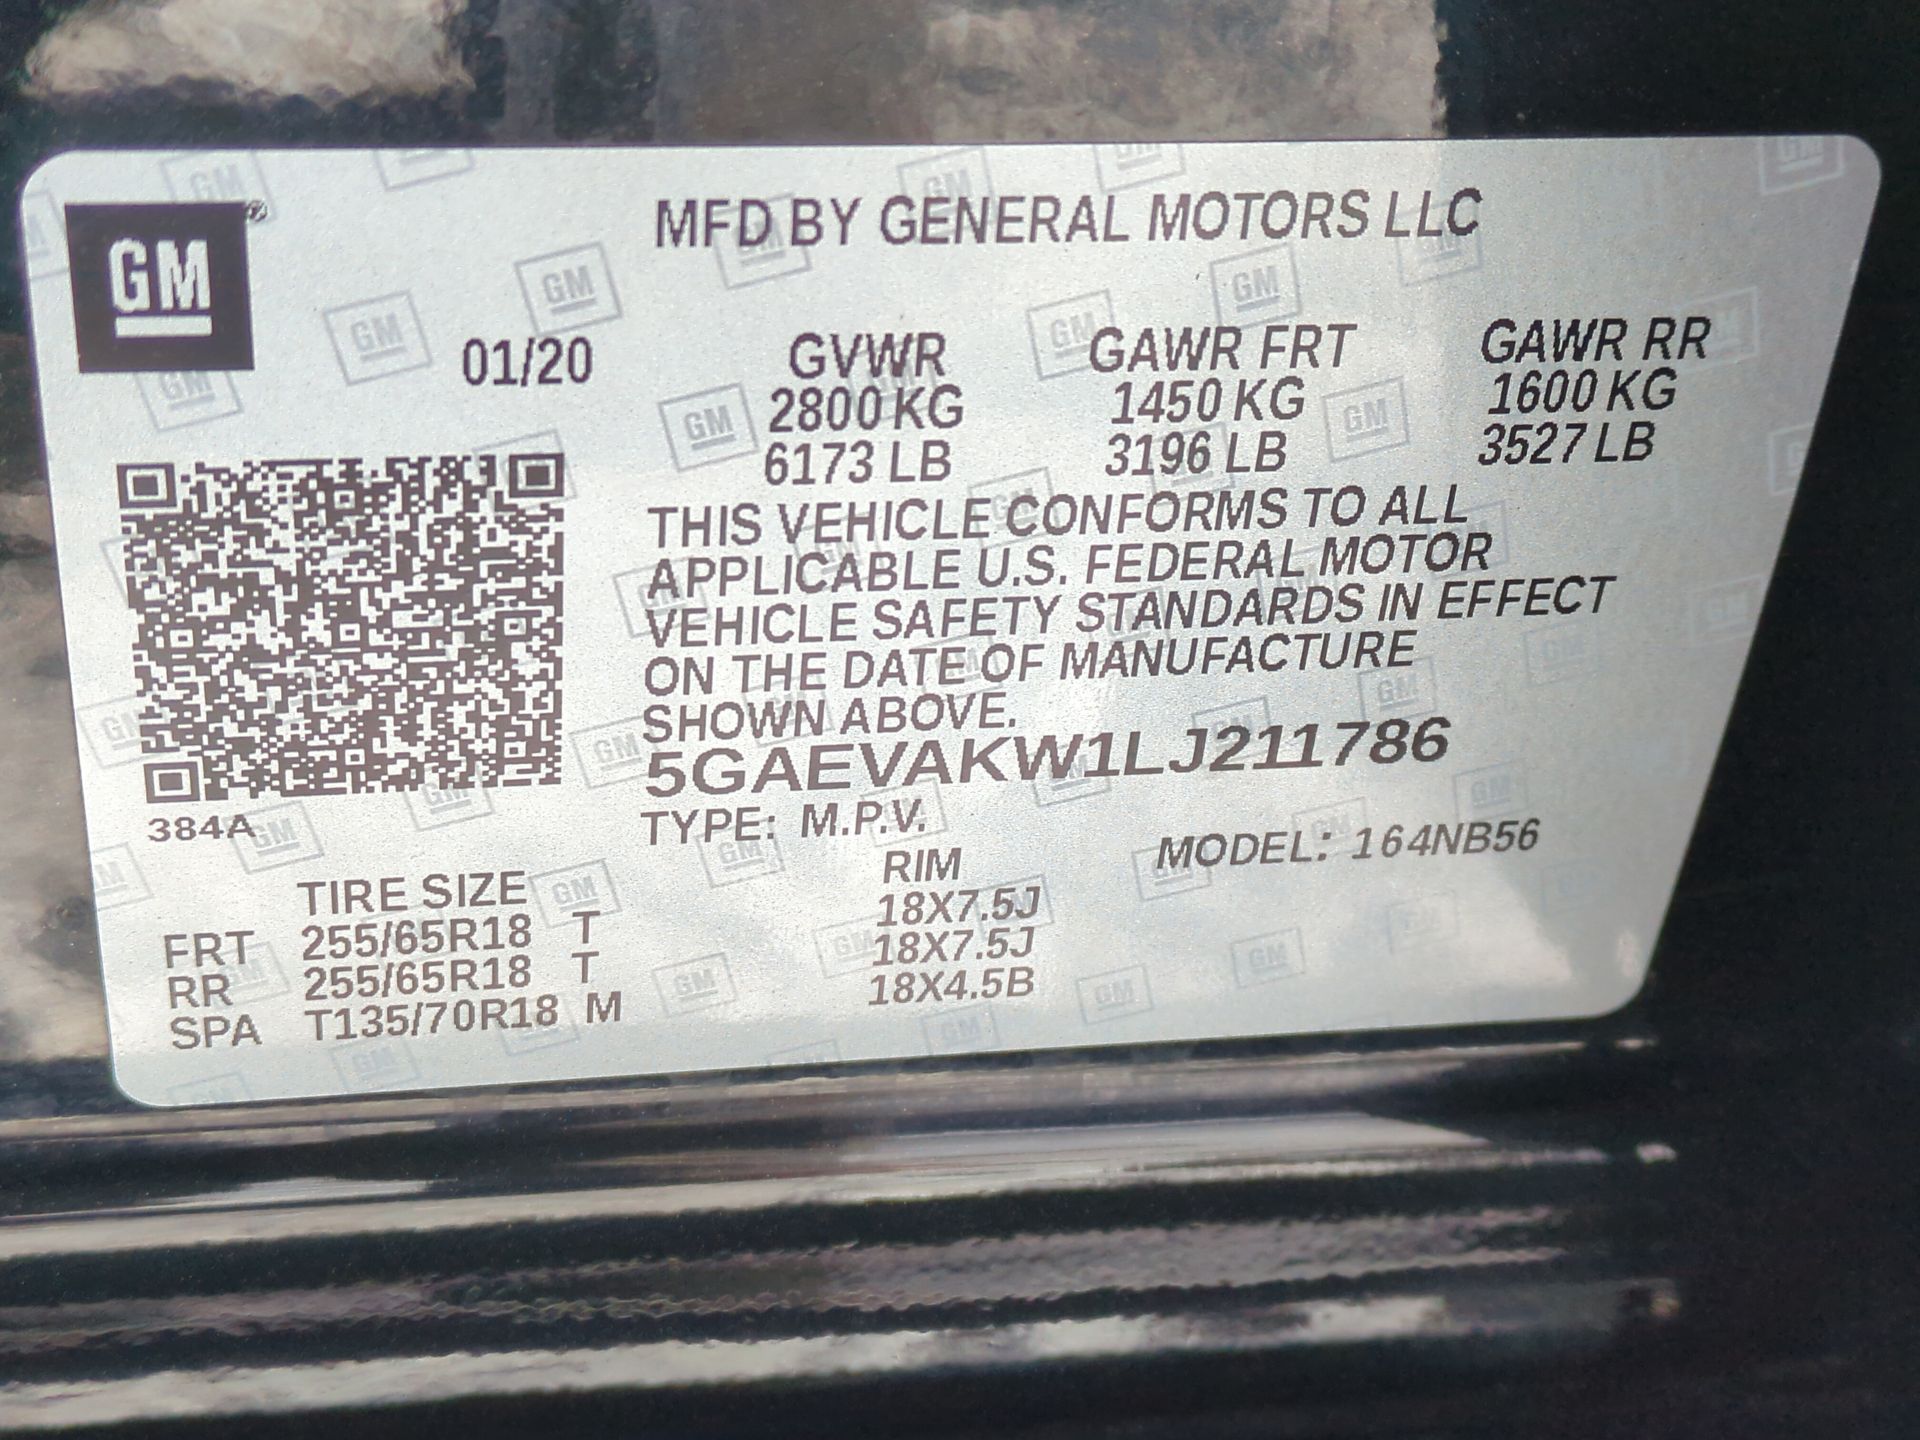 GM
MFD BY GENERAL MOTORS LLC
01/20
GVWR GAWR FRT GAWR RR
2800 KG 1450 KG 1600 KG
6173 LB 3196 LB 3527 LB
THIS VEHICLE CONFORMS TO ALL
APPLICABLE U.S. FEDERAL MOTOR
VEHICLE SAFETY STANDARDS IN EFFECT
ON THE DATE OF MANUFACTURE
SHOWN ABOVE.
5GAEVAKW1LJ211786
384A
TYPE: M.P.V. MODEL: 164NB56
TIRE SIZE RIM
FRT 255/65R18 T 18X7.5J
RR 255/65R18 T 18X7.5J
SPA T135/70R18 M 18X4.5B